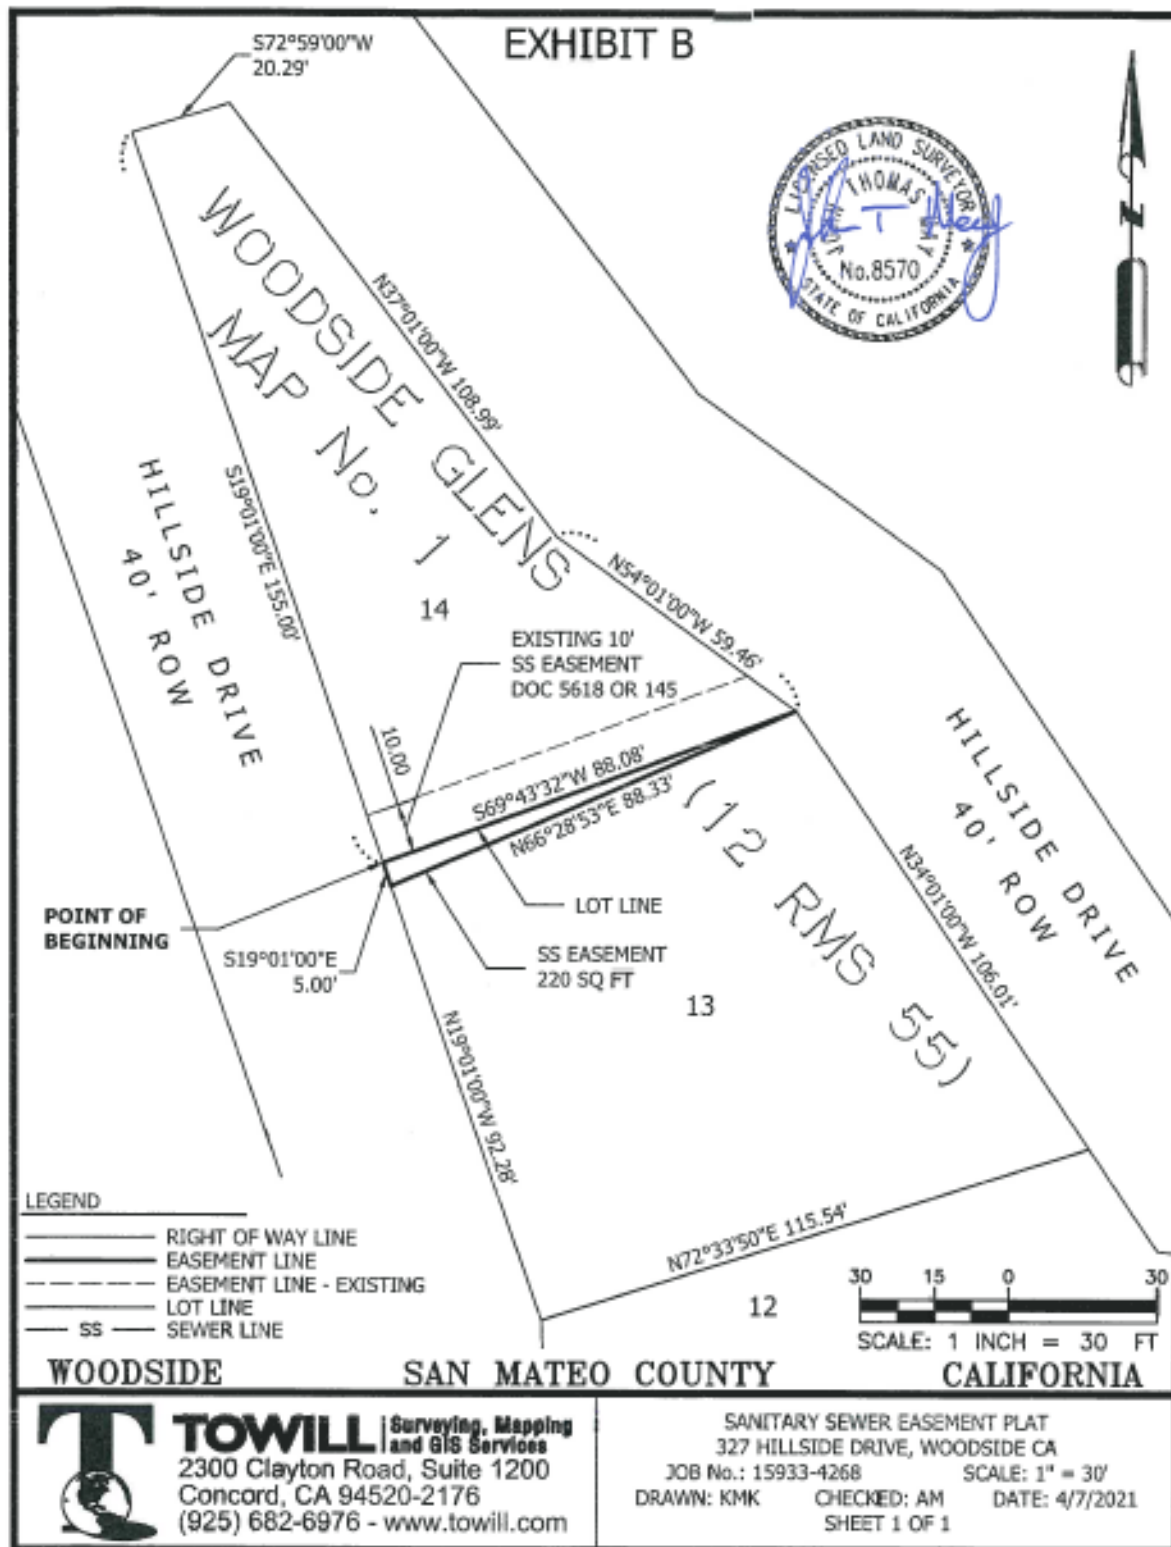 EXHIBIT B
S72°59'00"W
20.29'
LICENSED LAND SURVEYOR
JOHN THOMAS MAY
No.8570
STATE OF CALIFORNIA
N
WOODSIDE GLENS
MAP No. 1
N37°01'00"W 108.99'
HILLSIDE DRIVE
40' ROW
S19°01'00"E 155.00'
14
N54°01'00"W 59.46'
EXISTING 10'
SS EASEMENT
DOC 5618 OR 145
10.00
S69°43'32"W 88.08'
N66°28'53"E 88.33'
(12 RMS 55)
HILLSIDE DRIVE
40' ROW
N34°01'00"W 106.01'
POINT OF
BEGINNING
LOT LINE
S19°01'00"E
5.00'
SS EASEMENT
220 SQ FT
13
N19°01'00"W 92.28'
N72°33'50"E 115.54'
12
LEGEND
RIGHT OF WAY LINE
EASEMENT LINE
EASEMENT LINE - EXISTING
LOT LINE
SS SEWER LINE
30 15 0 30
SCALE: 1 INCH = 30 FT
WOODSIDE SAN MATEO COUNTY CALIFORNIA
T
TOWILL Surveying, Mapping
and GIS Services
2300 Clayton Road, Suite 1200
Concord, CA 94520-2176
(925) 682-6976 - www.towill.com
SANITARY SEWER EASEMENT PLAT
327 HILLSIDE DRIVE, WOODSIDE CA
JOB No.: 15933-4268 SCALE: 1" = 30'
DRAWN: KMK CHECKED: AM DATE: 4/7/2021
SHEET 1 OF 1